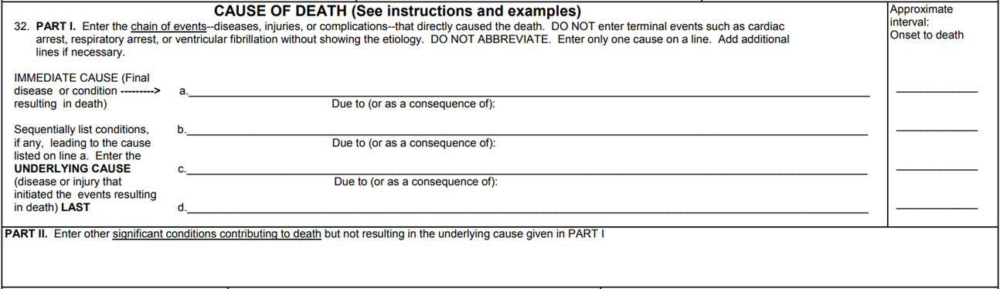 CAUSE OF DEATH (See instructions and examples)
32. PART I. Enter the chain of events--diseases, injuries, or complications--that directly caused the death. DO NOT enter terminal events such as cardiac
arrest, respiratory arrest, or ventricular fibrillation without showing the etiology. DO NOT ABBREVIATE. Enter only one cause on a line. Add additional
lines if necessary.
Approximate
interval:
Onset to death
IMMEDIATE CAUSE (Final
disease or condition --------->
resulting in death)
a.
Due to (or as a consequence of):
Sequentially list conditions,
if any, leading to the cause
listed on line a. Enter the
UNDERLYING CAUSE
(disease or injury that
initiated the events resulting
in death) LAST
b.
Due to (or as a consequence of):
c.
Due to (or as a consequence of):
d.
PART II. Enter other significant conditions contributing to death but not resulting in the underlying cause given in PART I